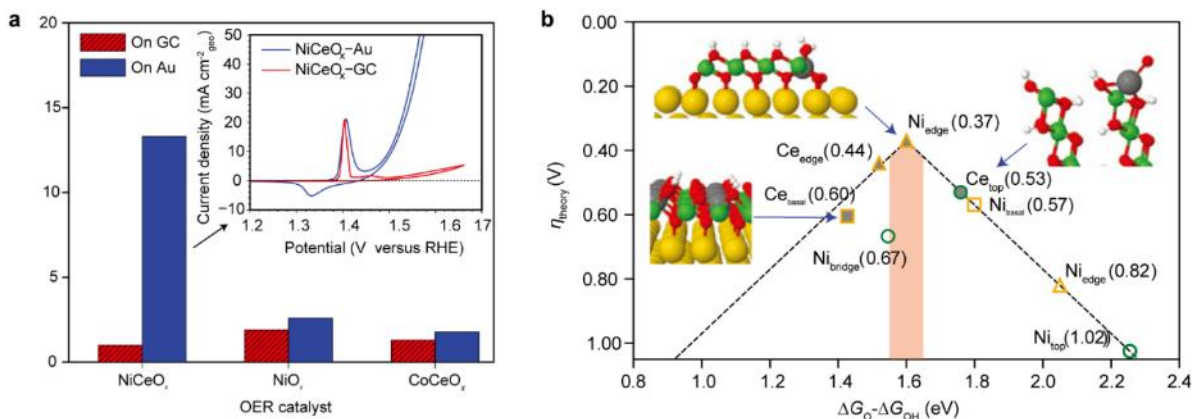 a
On GC
On Au
20
15
10
5
0
Current density (mA cm⁻²geo)
50
40
30
20
10
0
−10
NiCeOx−Au
NiCeOx−GC
1.2 1.3 1.4 1.5 1.6 1.7
Potential (V versus RHE)
NiCeOx NiOx CoCeOx
OER catalyst
b
ηtheory (V)
0.00
0.20
0.40
0.60
0.80
1.00
Niedge (0.37)
Ceedge (0.44)
Cetop (0.53)
Cebasal (0.60)
Nibasal (0.57)
Nibridge (0.67)
Niedge (0.82)
Nitop (1.02)
0.8 1.0 1.2 1.4 1.6 1.8 2.0 2.2 2.4
ΔGO-ΔGOH (eV)